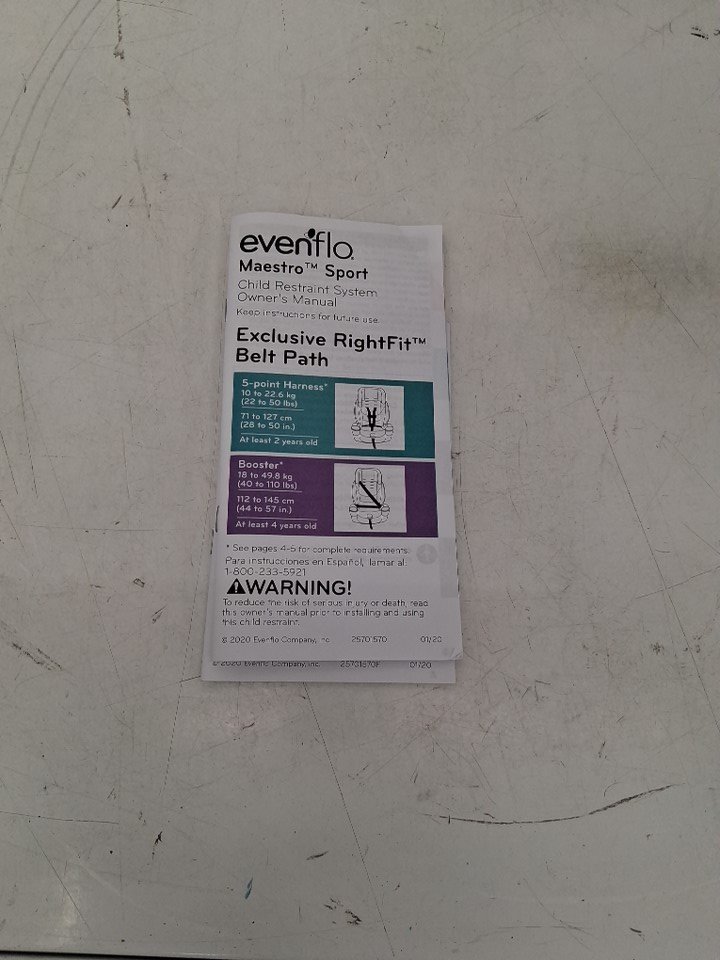 evenflo
Maestro™ Sport
Child Restraint System
Owner's Manual
Keep instructions for future use.
Exclusive RightFit™
Belt Path
5-point Harness*
10 to 22.6 kg
(22 to 50 lbs)
71 to 127 cm
(28 to 50 in.)
At least 2 years old
Booster*
18 to 49.8 kg
(40 to 110 lbs)
112 to 145 cm
(44 to 57 in.)
At least 4 years old
* See pages 4-5 for complete requirements.
Para instrucciones en Español, llamar al:
1-800-233-5921
WARNING!
To reduce the risk of serious injury or death, read
this owner's manual prior to installing and using
this child restraint.
© 2020 Evenflo Company, Inc. 25701570 01/20
© 2020 Evenflo Company, Inc. 01/20